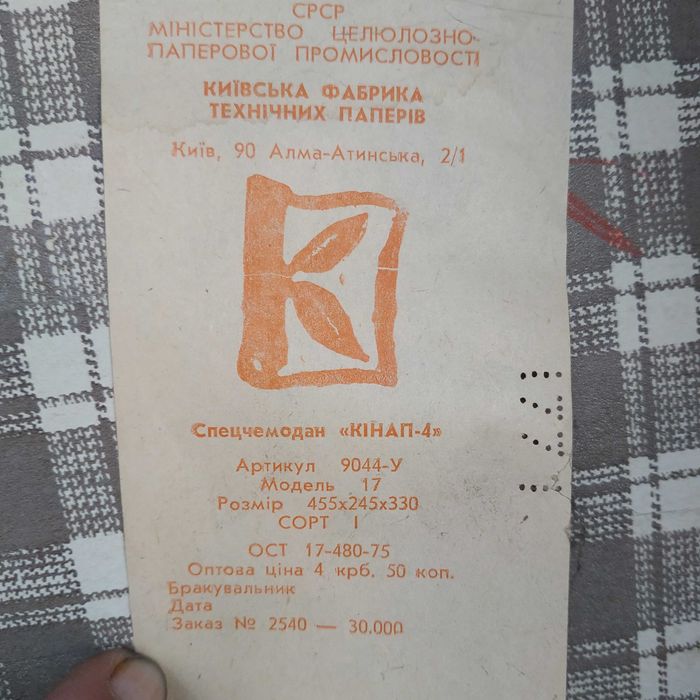 СРСР
МІНІСТЕРСТВО ЦЕЛЮЛОЗНО-
ПАПЕРОВОЇ ПРОМИСЛОВОСТІ
КИЇВСЬКА ФАБРИКА
ТЕХНІЧНИХ ПАПЕРІВ
Київ, 90 Алма-Атинська, 2/1
Спецчемодан «КІНАП-4»
Артикул 9044-У
Модель 17
Розмір 455х245х330
СОРТ І
ОСТ 17-480-75
Оптова ціна 4 крб. 50 коп.
Бракувальник
Дата
Заказ № 2540 — 30.000